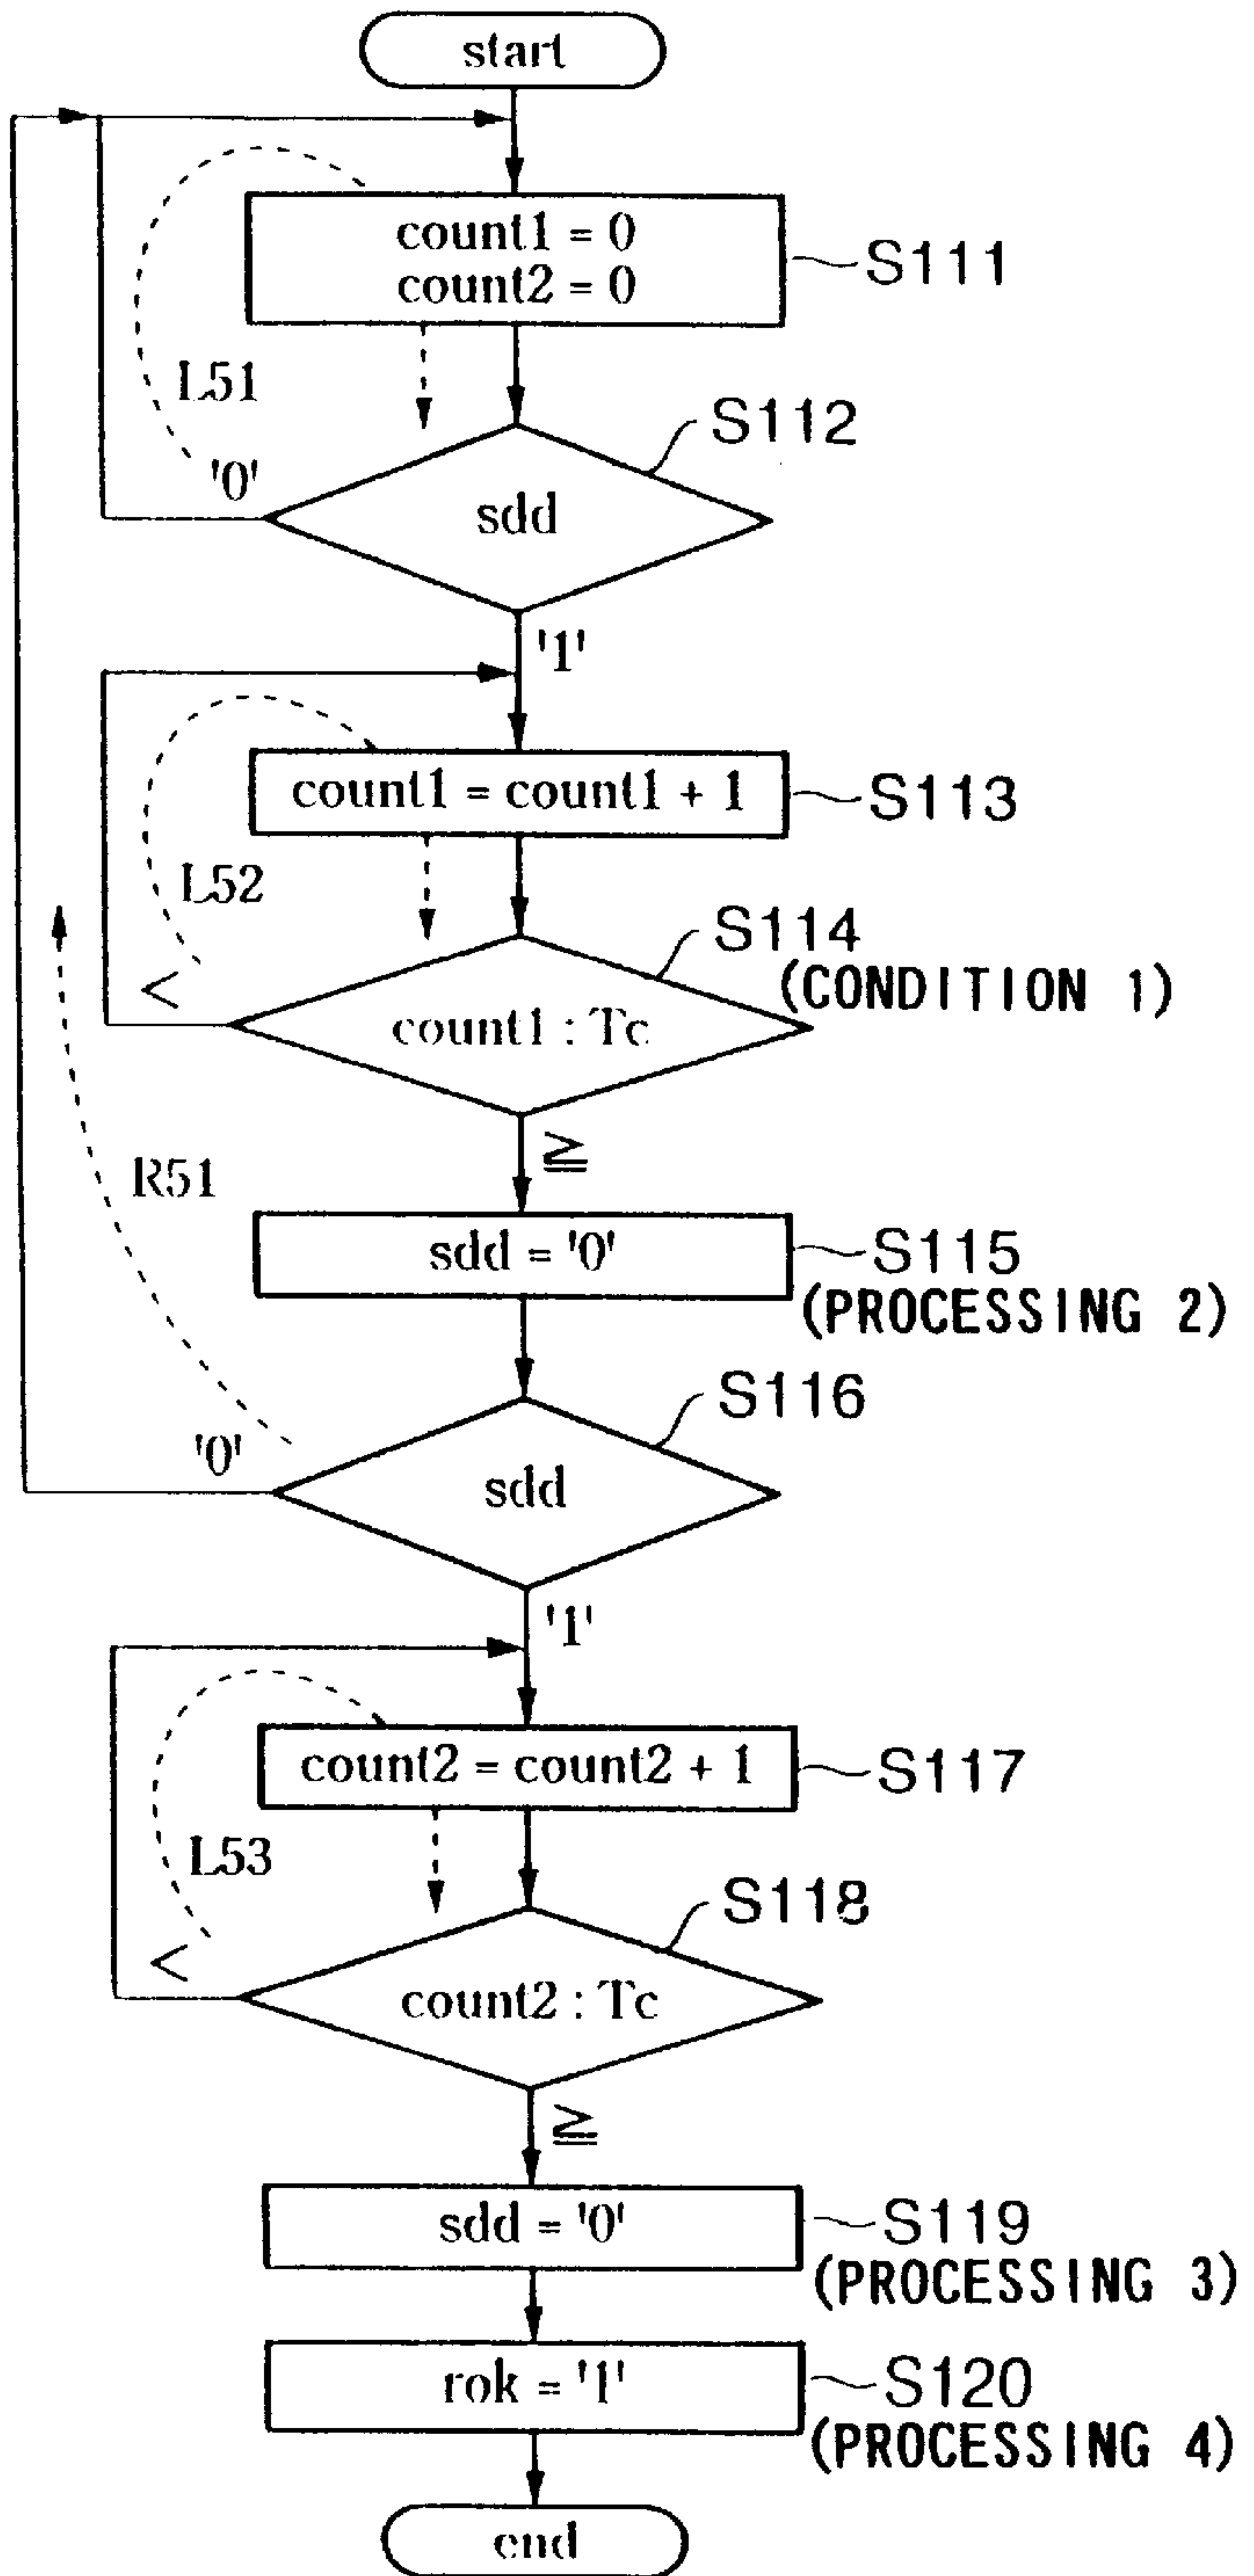 start
count1 = 0
count2 = 0
S111
L51
S112
'0'
sdd
'1'
count1 = count1 + 1
S113
L52
S114
(CONDITION 1)
<
count1 : Tc
≧
R51
sdd = '0'
S115
(PROCESSING 2)
S116
'0'
sdd
'1'
count2 = count2 + 1
S117
L53
S118
<
count2 : Tc
≧
sdd = '0'
S119
(PROCESSING 3)
rok = '1'
S120
(PROCESSING 4)
end